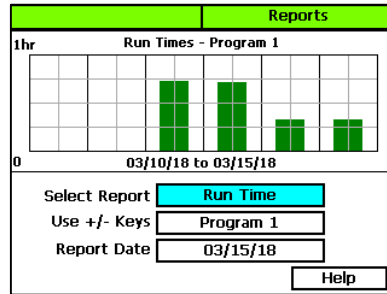 Reports
1hr Run Times - Program 1
0 03/10/18 to 03/15/18
Select Report Run Time
Use +/- Keys Program 1
Report Date 03/15/18
Help